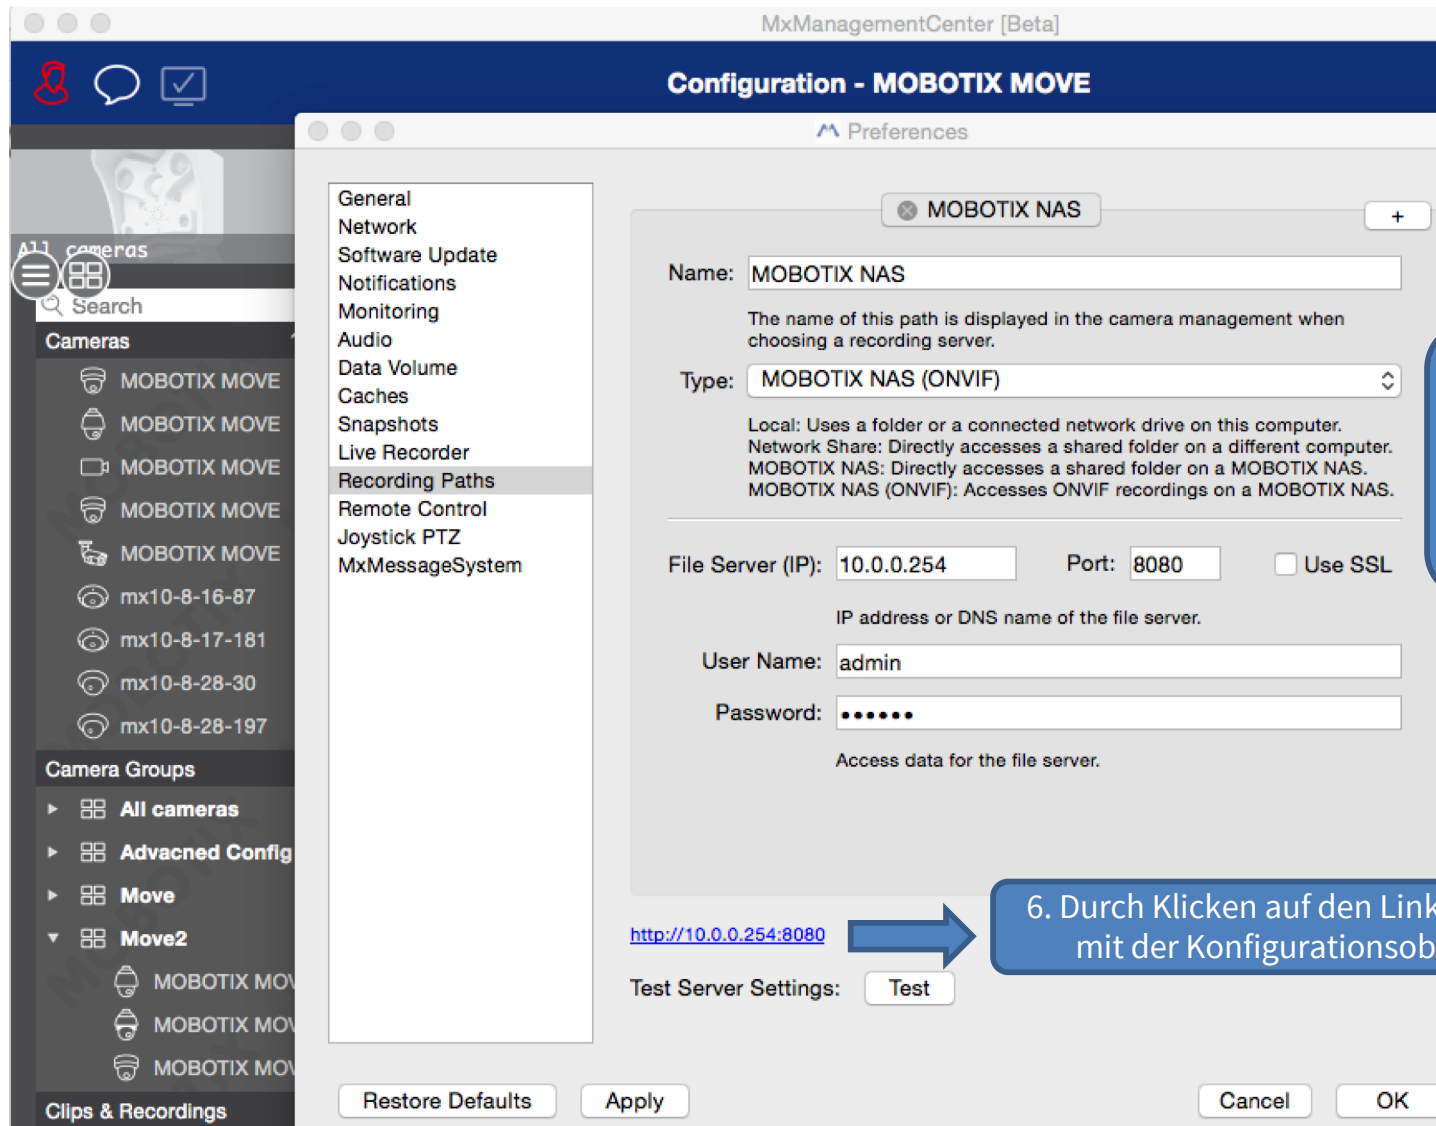 MxManagementCenter [Beta]
Configuration - MOBOTIX MOVE
Preferences
All cameras
Search
Cameras
MOBOTIX MOVE
MOBOTIX MOVE
MOBOTIX MOVE
MOBOTIX MOVE
MOBOTIX MOVE
mx10-8-16-87
mx10-8-17-181
mx10-8-28-30
mx10-8-28-197
Camera Groups
All cameras
Advacned Config
Move
Move2
MOBOTIX MOV
MOBOTIX MOV
MOBOTIX MOV
Clips & Recordings
General
Network
Software Update
Notifications
Monitoring
Audio
Data Volume
Caches
Snapshots
Live Recorder
Recording Paths
Remote Control
Joystick PTZ
MxMessageSystem
MOBOTIX NAS
+
Name: MOBOTIX NAS
The name of this path is displayed in the camera management when
choosing a recording server.
Type: MOBOTIX NAS (ONVIF)
Local: Uses a folder or a connected network drive on this computer.
Network Share: Directly accesses a shared folder on a different computer.
MOBOTIX NAS: Directly accesses a shared folder on a MOBOTIX NAS.
MOBOTIX NAS (ONVIF): Accesses ONVIF recordings on a MOBOTIX NAS.
File Server (IP): 10.0.0.254 Port: 8080 Use SSL
IP address or DNS name of the file server.
User Name: admin
Password: ••••••
Access data for the file server.
http://10.0.0.254:8080
6. Durch Klicken auf den Link
mit der Konfigurationsob
Test Server Settings: Test
Restore Defaults Apply Cancel OK